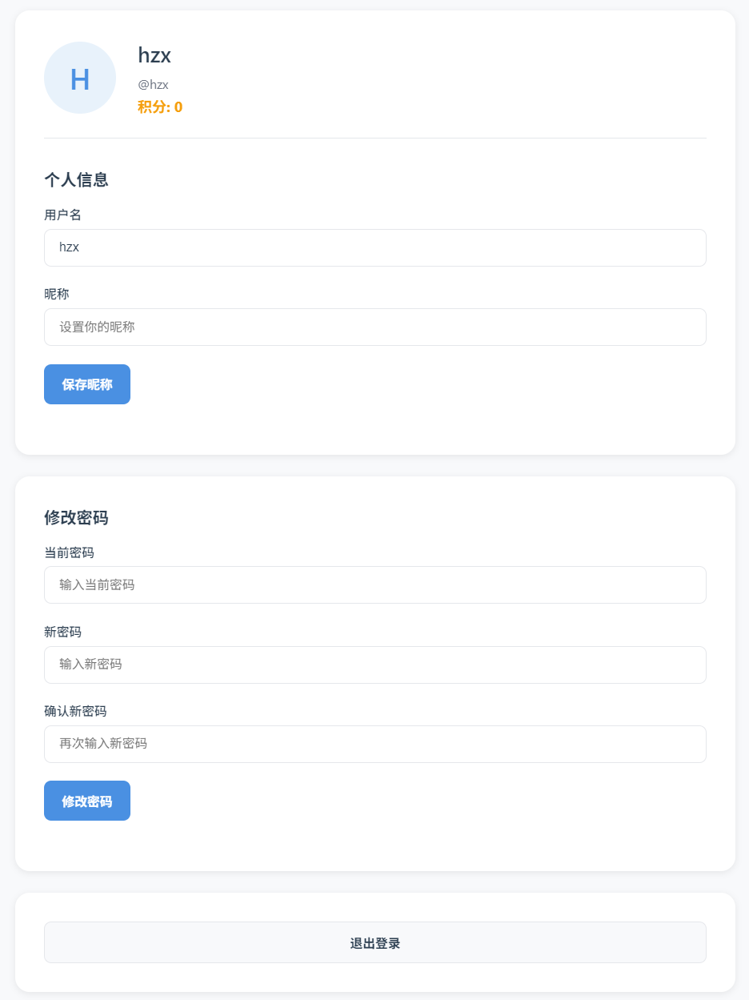 H
hzx
@hzx
积分: 0
个人信息
用户名
hzx
昵称
设置你的昵称
保存昵称
修改密码
当前密码
输入当前密码
新密码
输入新密码
确认新密码
再次输入新密码
修改密码
退出登录